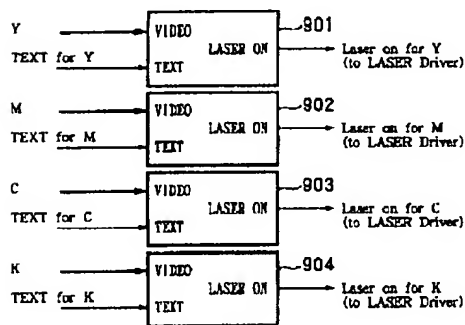 Y
VIDEO
901
LASER ON
Laser on for Y
(to LASER Driver)
TEXT for Y
TEXT
M
VIDEO
902
LASER ON
Laser on for M
(to LASER Driver)
TEXT for M
TEXT
C
VIDEO
903
LASER ON
Laser on for C
(to LASER Driver)
TEXT for C
TEXT
K
VIDEO
904
LASER ON
Laser on for K
(to LASER Driver)
TEXT for K
TEXT